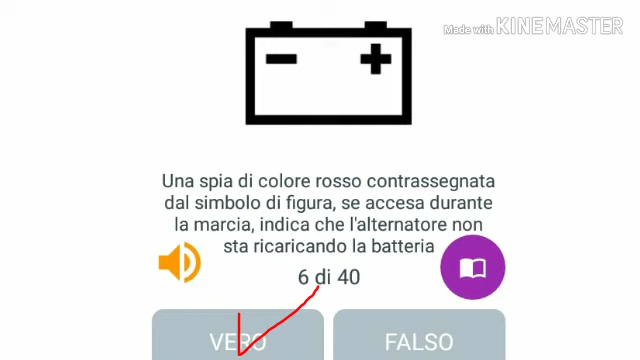 Made with KINEMASTER
Una spia di colore rosso contrassegnata
dal simbolo di figura, se accesa durante
la marcia, indica che l'alternatore non
sta ricaricando la batteria
6 di 40
VERO
FALSO